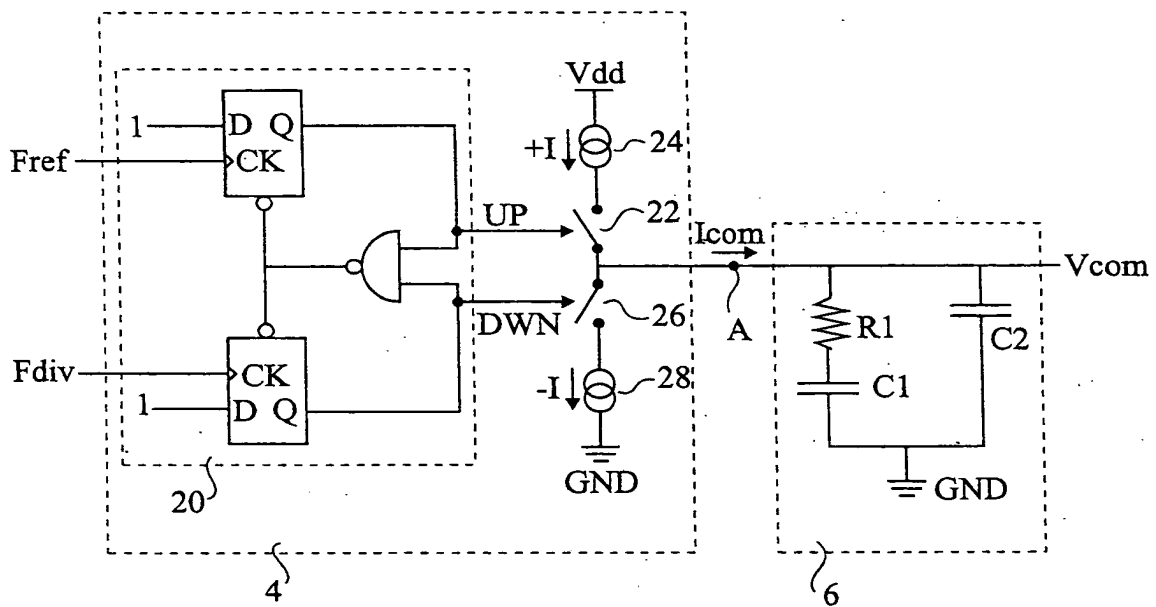 Vdd
1 D Q
+I 24
Fref CK
UP 22
Icom
Vcom
DWN 26 A
R1 C2
Fdiv CK
-I 28 C1
1 D Q
GND
GND
20
4 6